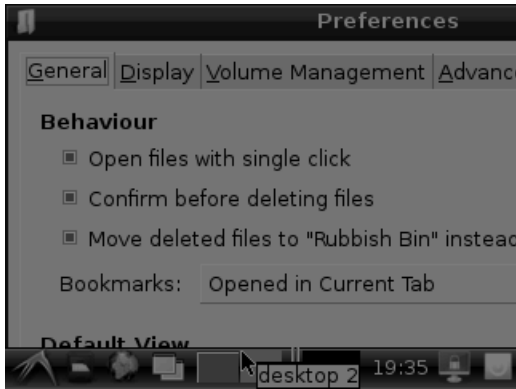 Preferences
General Display Volume Management Advanc
Behaviour
Open files with single click
Confirm before deleting files
Move deleted files to "Rubbish Bin" instead
Bookmarks: Opened in Current Tab
Default View
desktop 2 19:35